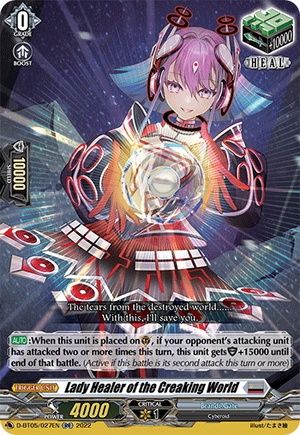 0
GRADE
BOOST
+10000
HEAL
10000
SHIELD
The tears from the destroyed world......
With this, I'll save you.
AUTO:When this unit is placed on , if your opponent's attacking unit
has attacked two or more times this turn, this unit gets +15000 until
end of that battle. (Active if this ability is its second attack this turn or more)
TRIGGER UNIT
Lady Healer of the Creaking World
POWER 4000
1
Brandt Gate
Cyberoid
D-BT05/027EN RR 2022
illust/たまき聰